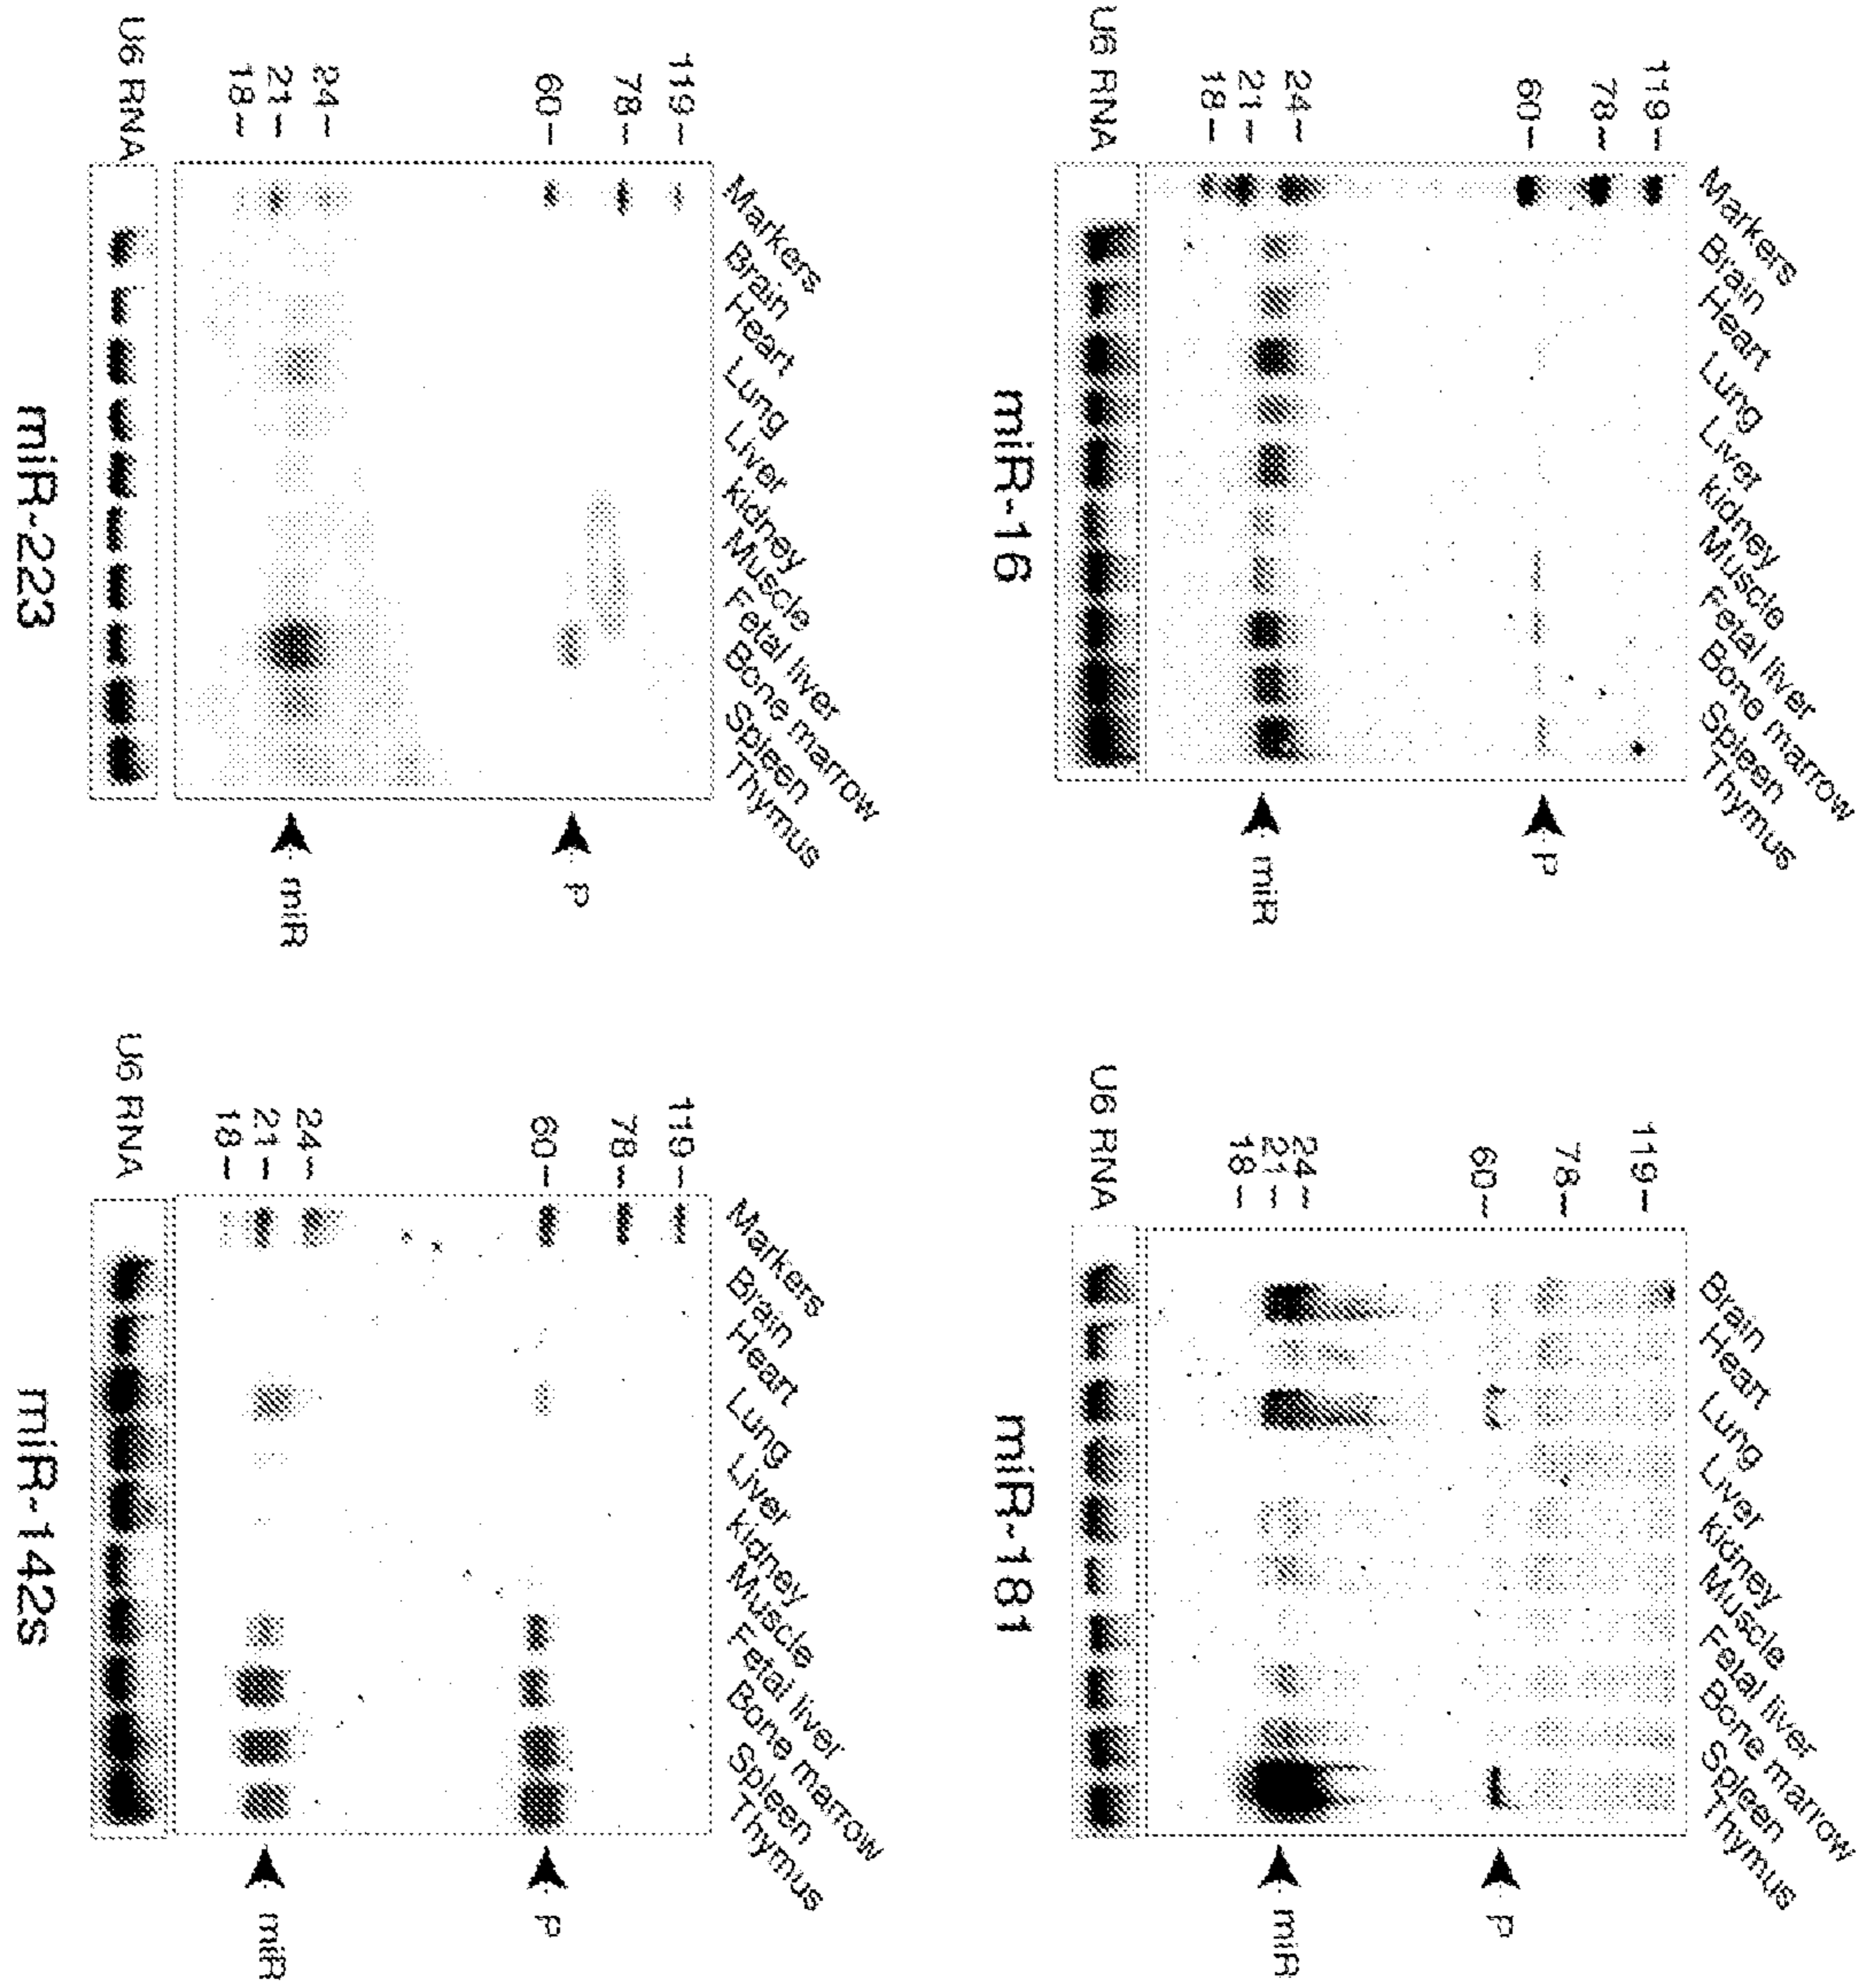 Markers
Brain
Heart
Lung
Liver
kidney
Muscle
Fetal liver
Bone marrow
Spleen
Thymus
119-
78-
60-
P
24-
21-
18-
miR
U6 RNA
miR-16
Brain
Heart
Lung
Liver
kidney
Muscle
Fetal liver
Bone marrow
Spleen
Thymus
119-
78-
60-
P
24-
21-
18-
miR
U6 RNA
miR-181
Markers
Brain
Heart
Lung
Liver
kidney
Muscle
Fetal liver
Bone marrow
Spleen
Thymus
119-
78-
60-
P
24-
21-
18-
miR
U6 RNA
miR-223
Markers
Brain
Heart
Lung
Liver
kidney
Muscle
Fetal liver
Bone marrow
Spleen
Thymus
119-
78-
60-
P
24-
21-
18-
miR
U6 RNA
miR-142s